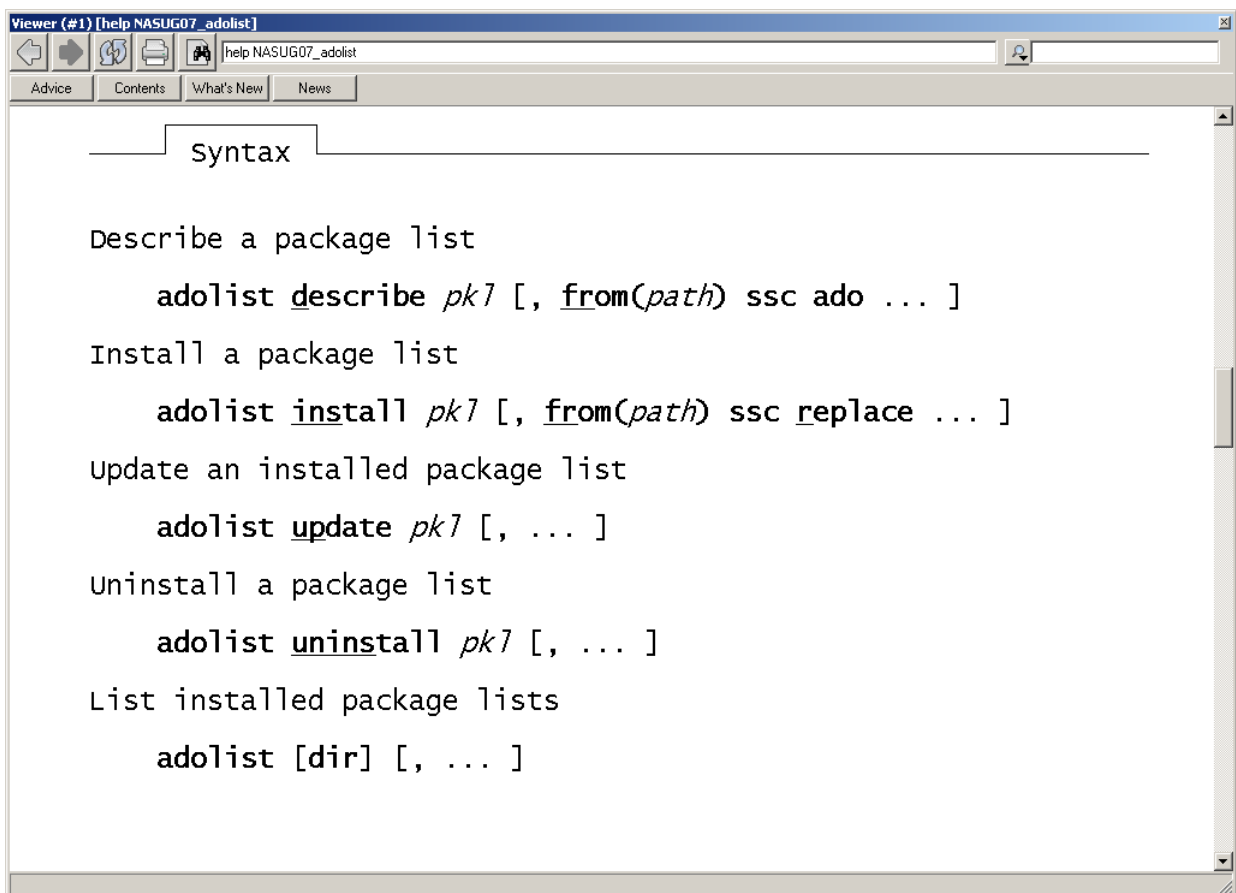 Viewer (#1) [help NASUG07_adolist]
help NASUG07_adolist
Advice Contents What's New News
Syntax
Describe a package list
adolist describe pkl [, from(path) ssc ado ... ]
Install a package list
adolist install pkl [, from(path) ssc replace ... ]
Update an installed package list
adolist update pkl [, ... ]
Uninstall a package list
adolist uninstall pkl [, ... ]
List installed package lists
adolist [dir] [, ... ]